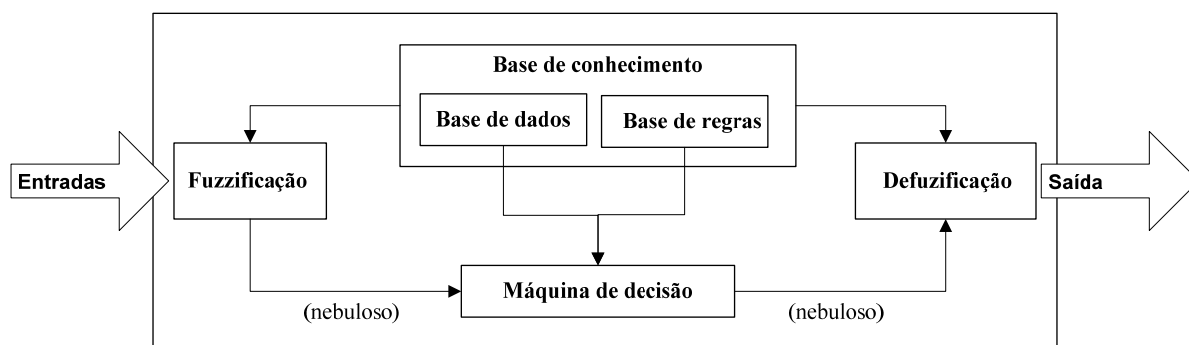 Base de conhecimento
Base de dados
Base de regras
Entradas
Fuzzificação
Defuzificação
Saída
Máquina de decisão
(nebuloso)
(nebuloso)